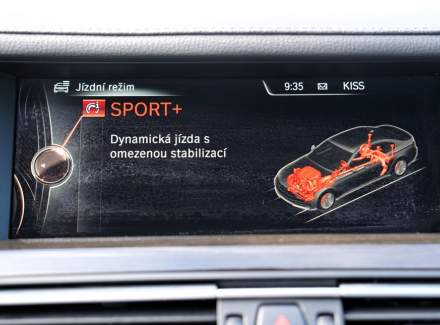 Jízdní režim
9:35 KISS
SPORT+
Dynamická jízda s
omezenou stabilizací